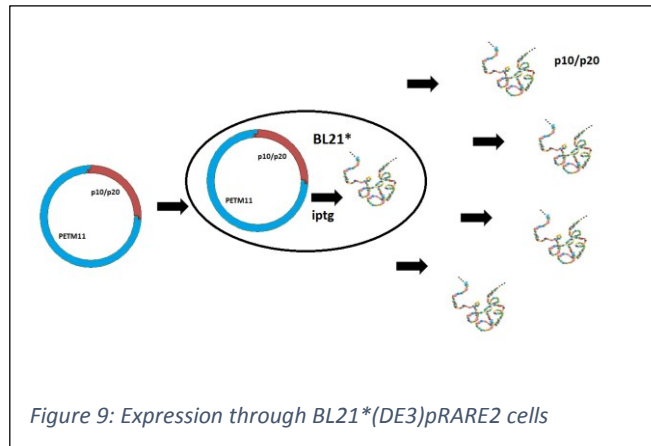 p10/p20
BL21*
p10/p20
p10/p20
PETM11
iptg
PETM11
Figure 9: Expression through BL21*(DE3)pRARE2 cells